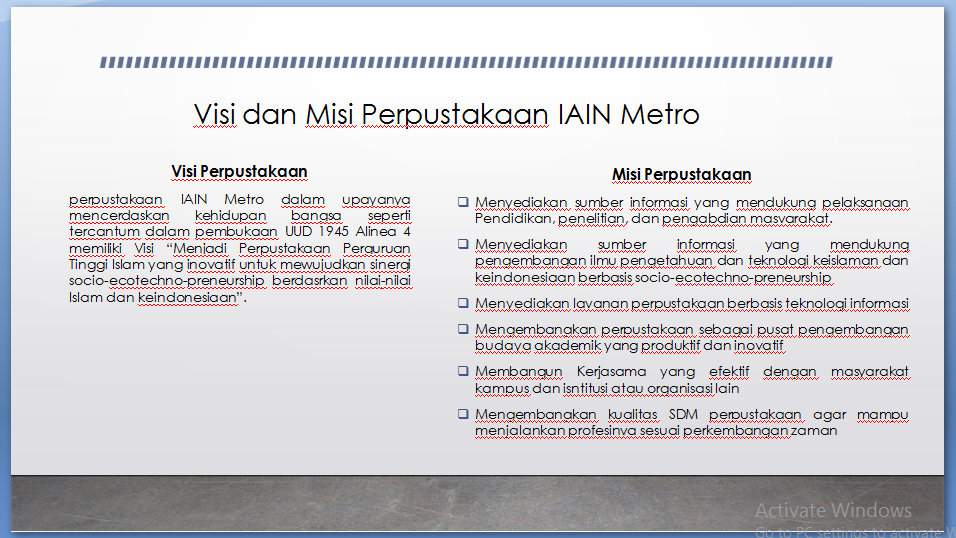 Visi dan Misi Perpustakaan IAIN Metro
Visi Perpustakaan
perpustakaan IAIN Metro dalam upayanya
mencerdaskan kehidupan bangsa seperti
tercantum dalam pembukaan UUD 1945 Alinea 4
memiliki Visi “Menjadi Perpustakaan Perguruan
Tinggi Islam yang inovatif untuk mewujudkan sinergi
socio-ecotechno-preneurship berdasrkan nilai-nilai
Islam dan keindonesiaan”.
Misi Perpustakaan
Menyediakan sumber informasi yang mendukung pelaksanaan
Pendidikan, penelitian, dan pengabdian masyarakat.
Menyediakan sumber informasi yang mendukung
pengembangan ilmu pengetahuan dan teknologi keislaman dan
keindonesiaan berbasis socio-ecotechno-preneurship
Menyediakan layanan perpustakaan berbasis teknologi informasi
Mengembangkan perpustakaan sebagai pusat pengembangan
budaya akademik yang produktif dan inovatif
Membangun Kerjasama yang efektif dengan masyarakat
kampus dan isntitusi atau organisasi lain
Mengembangkan kualitas SDM perpustakaan agar mampu
menjalankan profesinya sesuai perkembangan zaman
Activate Windows
Go to PC settings to activate W